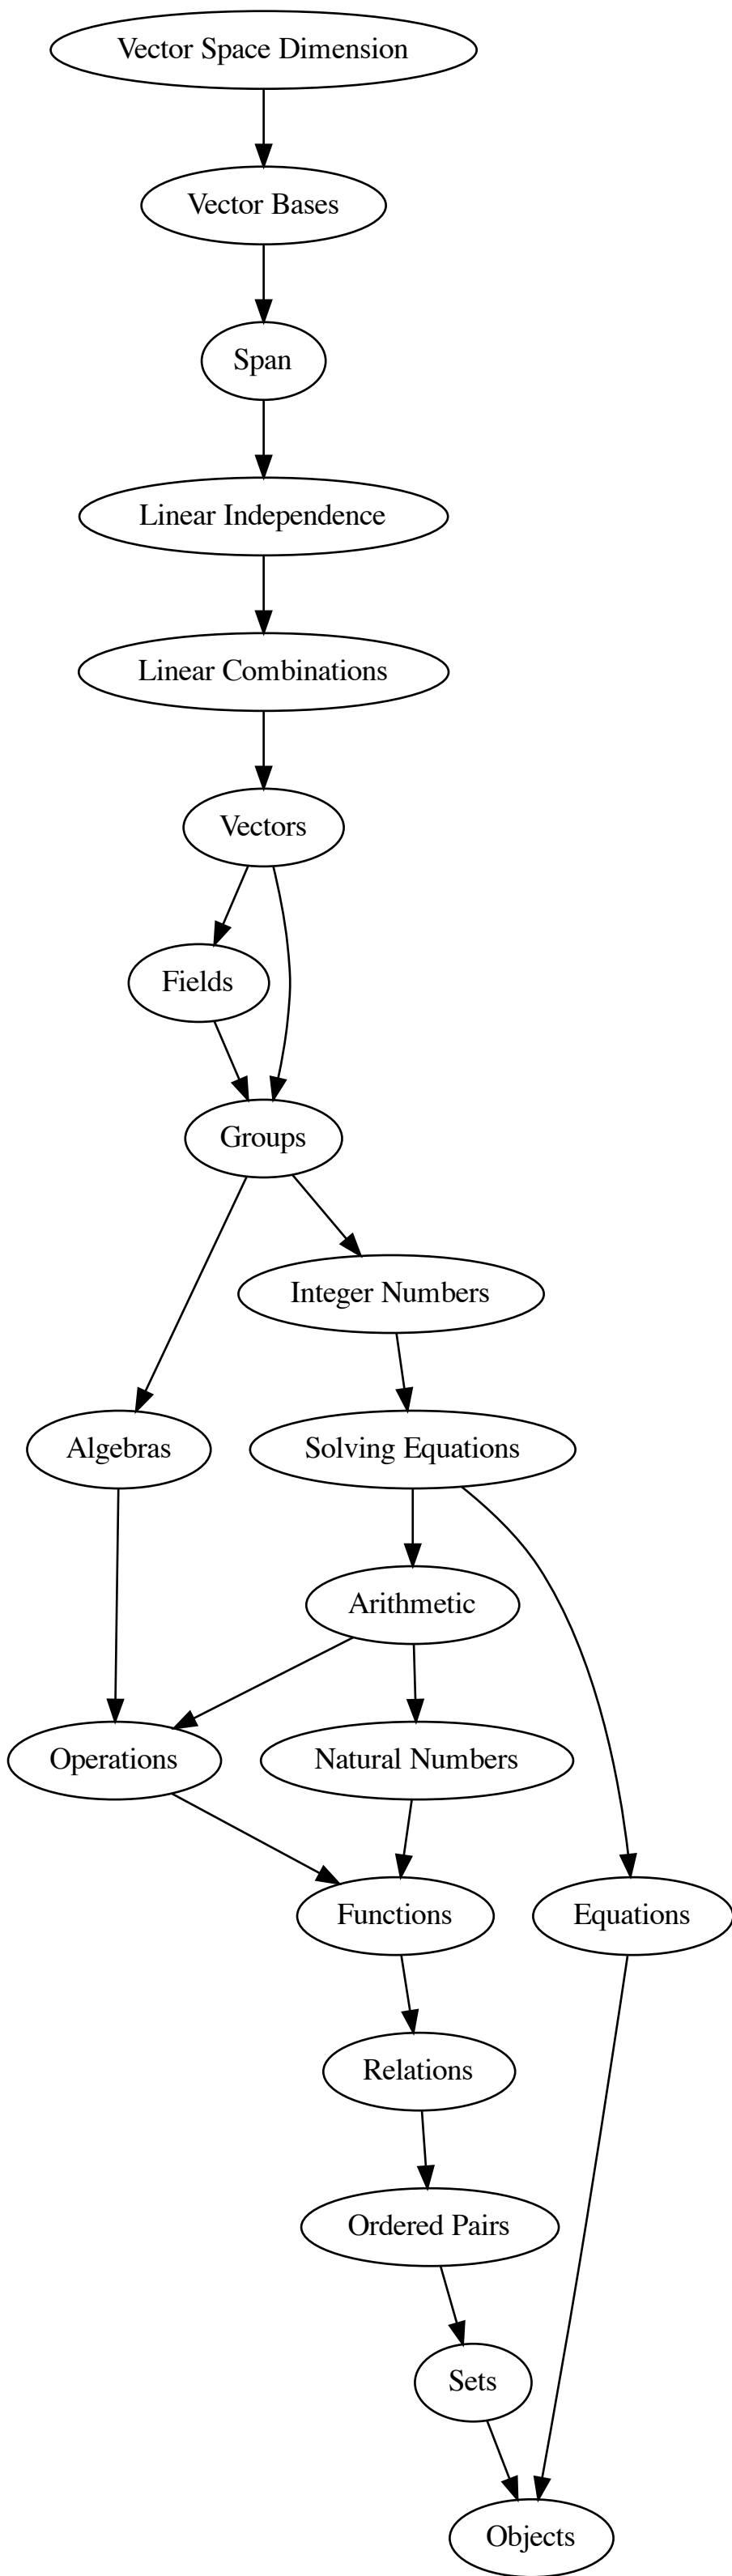 Vector Space Dimension
Vector Bases
Span
Linear Independence
Linear Combinations
Vectors
Fields
Groups
Integer Numbers
Algebras
Solving Equations
Arithmetic
Operations
Natural Numbers
Functions
Equations
Relations
Ordered Pairs
Sets
Objects